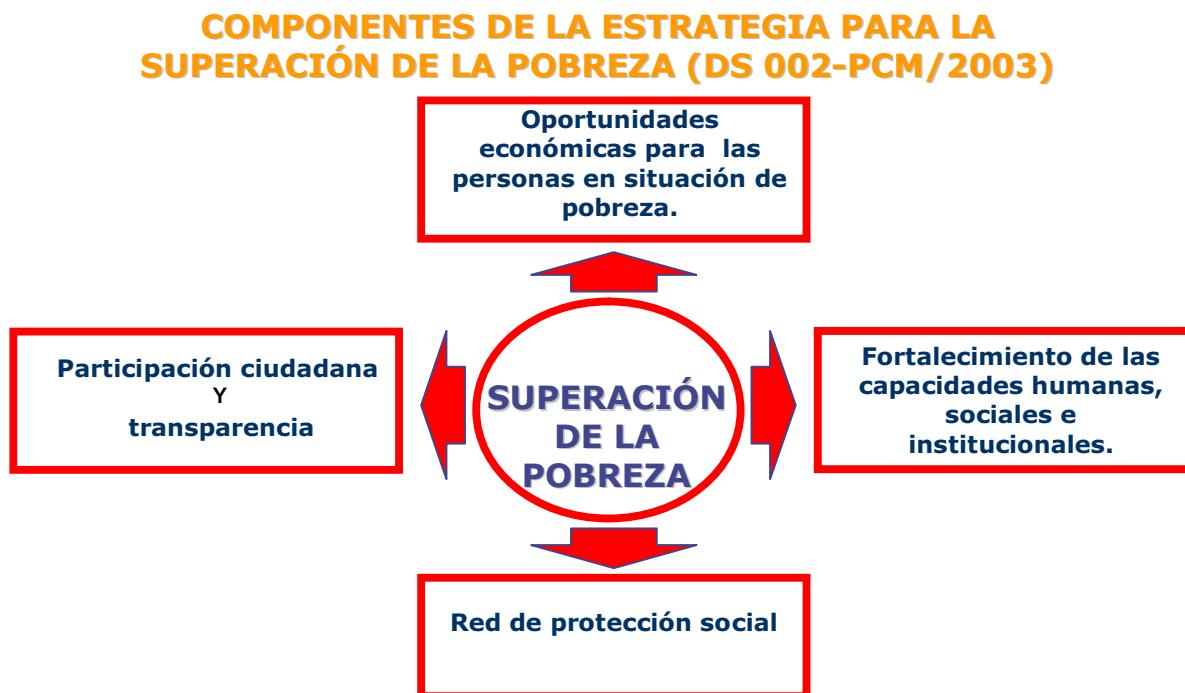 COMPONENTES DE LA ESTRATEGIA PARA LA
SUPERACIÓN DE LA POBREZA (DS 002-PCM/2003)
Oportunidades
económicas para las
personas en situación de
pobreza.
Participación ciudadana
Y
transparencia
SUPERACIÓN
DE LA
POBREZA
Fortalecimiento de las
capacidades humanas,
sociales e
institucionales.
Red de protección social